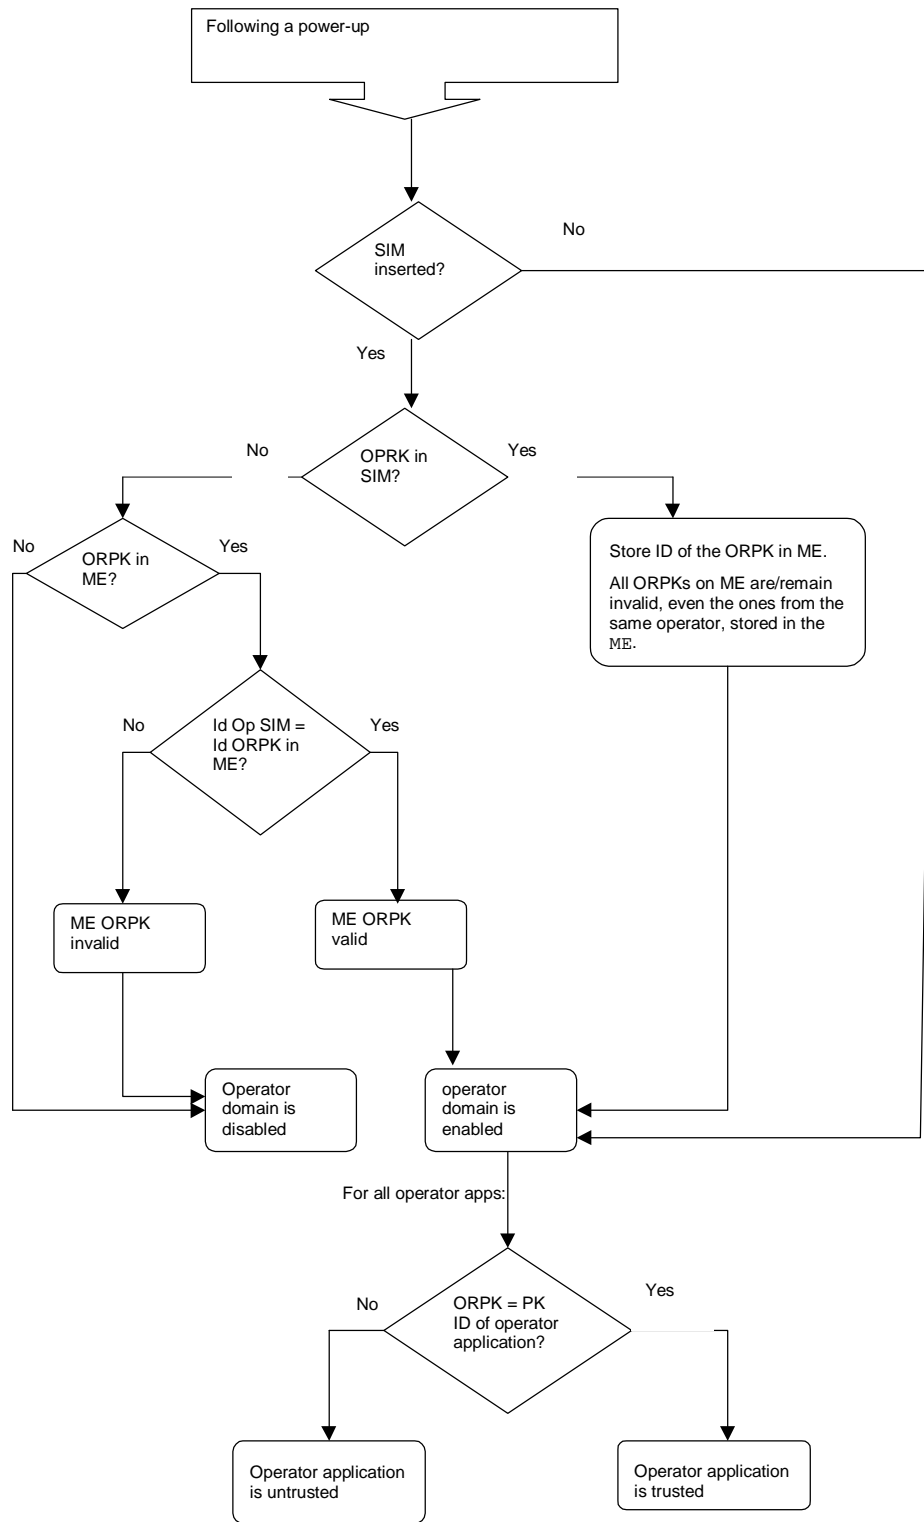 Following a power-up
SIM
inserted?
No
Yes
OPRK in
SIM?
No
Yes
ORPK in
ME?
No
Yes
Store ID of the ORPK in ME.
All ORPKs on ME are/remain
invalid, even the ones from the
same operator, stored in the
ME.
Id Op SIM =
Id ORPK in
ME?
No
Yes
ME ORPK
invalid
ME ORPK
valid
Operator
domain is
disabled
operator
domain is
enabled
For all operator apps:
ORPK = PK
ID of operator
application?
No
Yes
Operator application
is untrusted
Operator application
is trusted